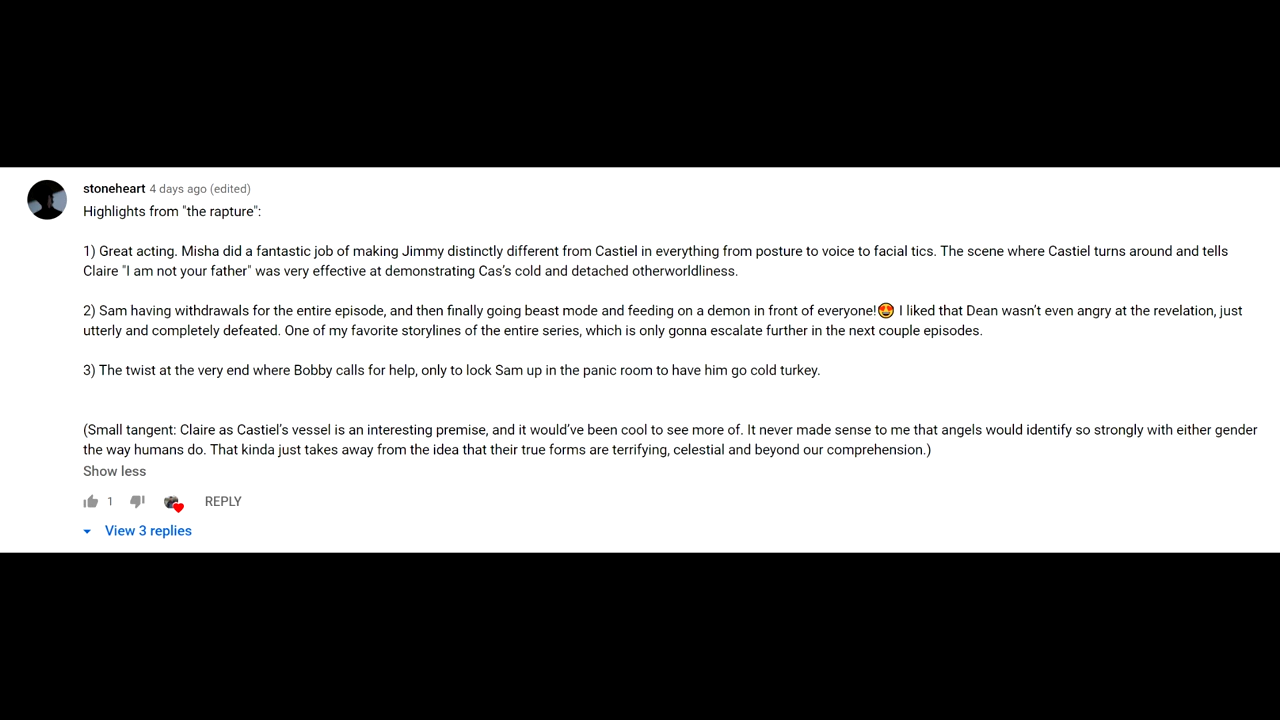 stoneheart 4 days ago (edited)
Highlights from "the rapture":
1) Great acting. Misha did a fantastic job of making Jimmy distinctly different from Castiel in everything from posture to voice to facial tics. The scene where Castiel turns around and tells
Claire "I am not your father" was very effective at demonstrating Cas's cold and detached otherworldliness.
2) Sam having withdrawals for the entire episode, and then finally going beast mode and feeding on a demon in front of everyone!😍 I liked that Dean wasn't even angry at the revelation, just
utterly and completely defeated. One of my favorite storylines of the entire series, which is only gonna escalate further in the next couple episodes.
3) The twist at the very end where Bobby calls for help, only to lock Sam up in the panic room to have him go cold turkey.
(Small tangent: Claire as Castiel's vessel is an interesting premise, and it would've been cool to see more of. It never made sense to me that angels would identify so strongly with either gender
the way humans do. That kinda just takes away from the idea that their true forms are terrifying, celestial and beyond our comprehension.)
Show less
1 REPLY
View 3 replies